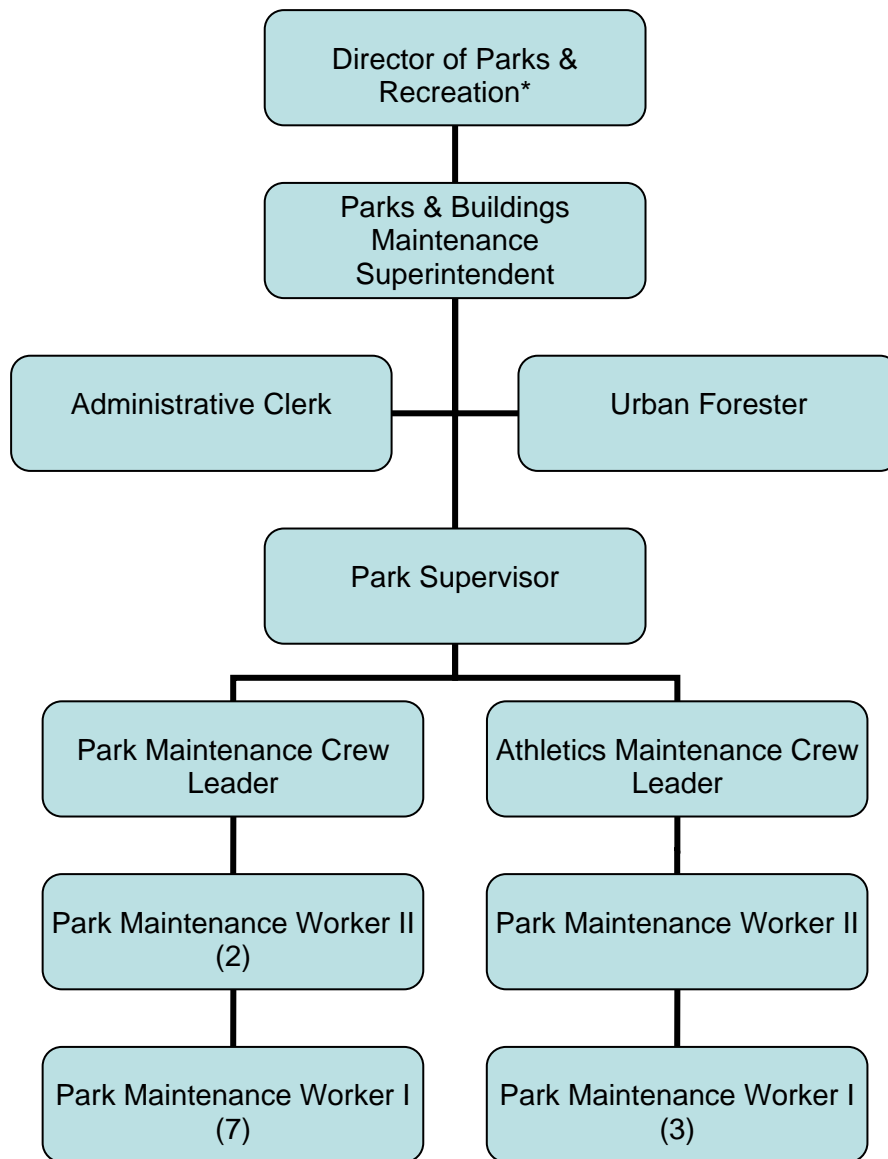 Director of Parks &
Recreation*
Parks & Buildings
Maintenance
Superintendent
Administrative Clerk
Urban Forester
Park Supervisor
Park Maintenance Crew
Leader
Athletics Maintenance Crew
Leader
Park Maintenance Worker II
(2)
Park Maintenance Worker II
Park Maintenance Worker I
(7)
Park Maintenance Worker I
(3)